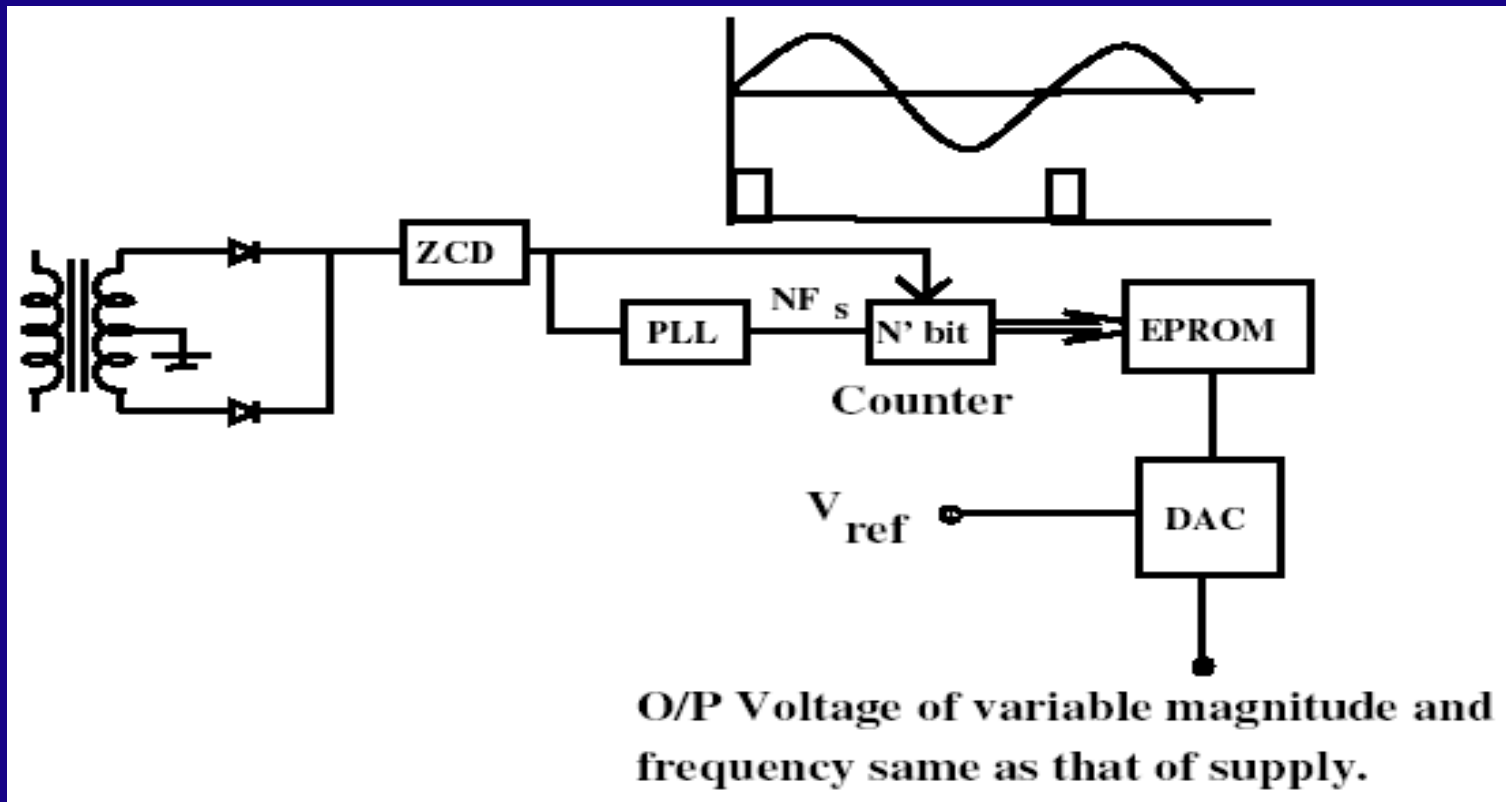 ZCD
NF s
PLL
N' bit
EPROM
Counter
V ref
DAC
O/P Voltage of variable magnitude and
frequency same as that of supply.